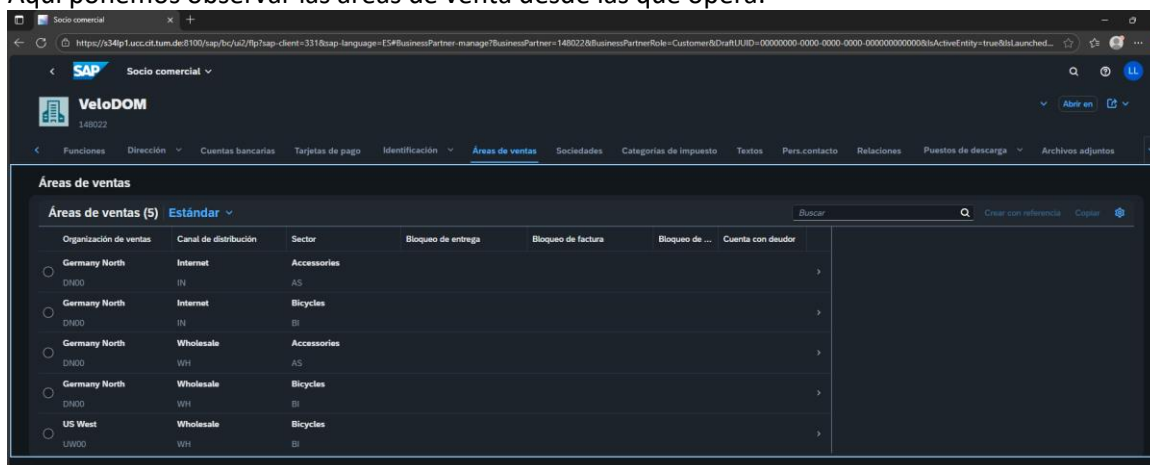 Aquí ponemos observar las áreas de venta desde las que opera:
Socio comercial
https://s34lp1.ucc.cit.tum.de:8100/sap/bc/ui2/flp?sap-client=331&sap-language=ES#BusinessPartner-manage?BusinessPartner=148022&BusinessPartnerRole=Customer&DraftUUID=00000000-0000-0000-0000-000000000000&IsActiveEntity=true&IsLaunched...
SAP Socio comercial LL
VeloDOM Abrir en
148022
Funciones Dirección Cuentas bancarias Tarjetas de pago Identificación Áreas de ventas Sociedades Categorías de impuesto Textos Pers.contacto Relaciones Puestos de descarga Archivos adjuntos
Áreas de ventas
Áreas de ventas (5) Estándar Buscar Crear con referencia Copiar
Organización de ventas Canal de distribución Sector Bloqueo de entrega Bloqueo de factura Bloqueo de ... Cuenta con deudor
Germany North Internet Accessories
DN00 IN AS
Germany North Internet Bicycles
DN00 IN BI
Germany North Wholesale Accessories
DN00 WH AS
Germany North Wholesale Bicycles
DN00 WH BI
US West Wholesale Bicycles
UW00 WH BI